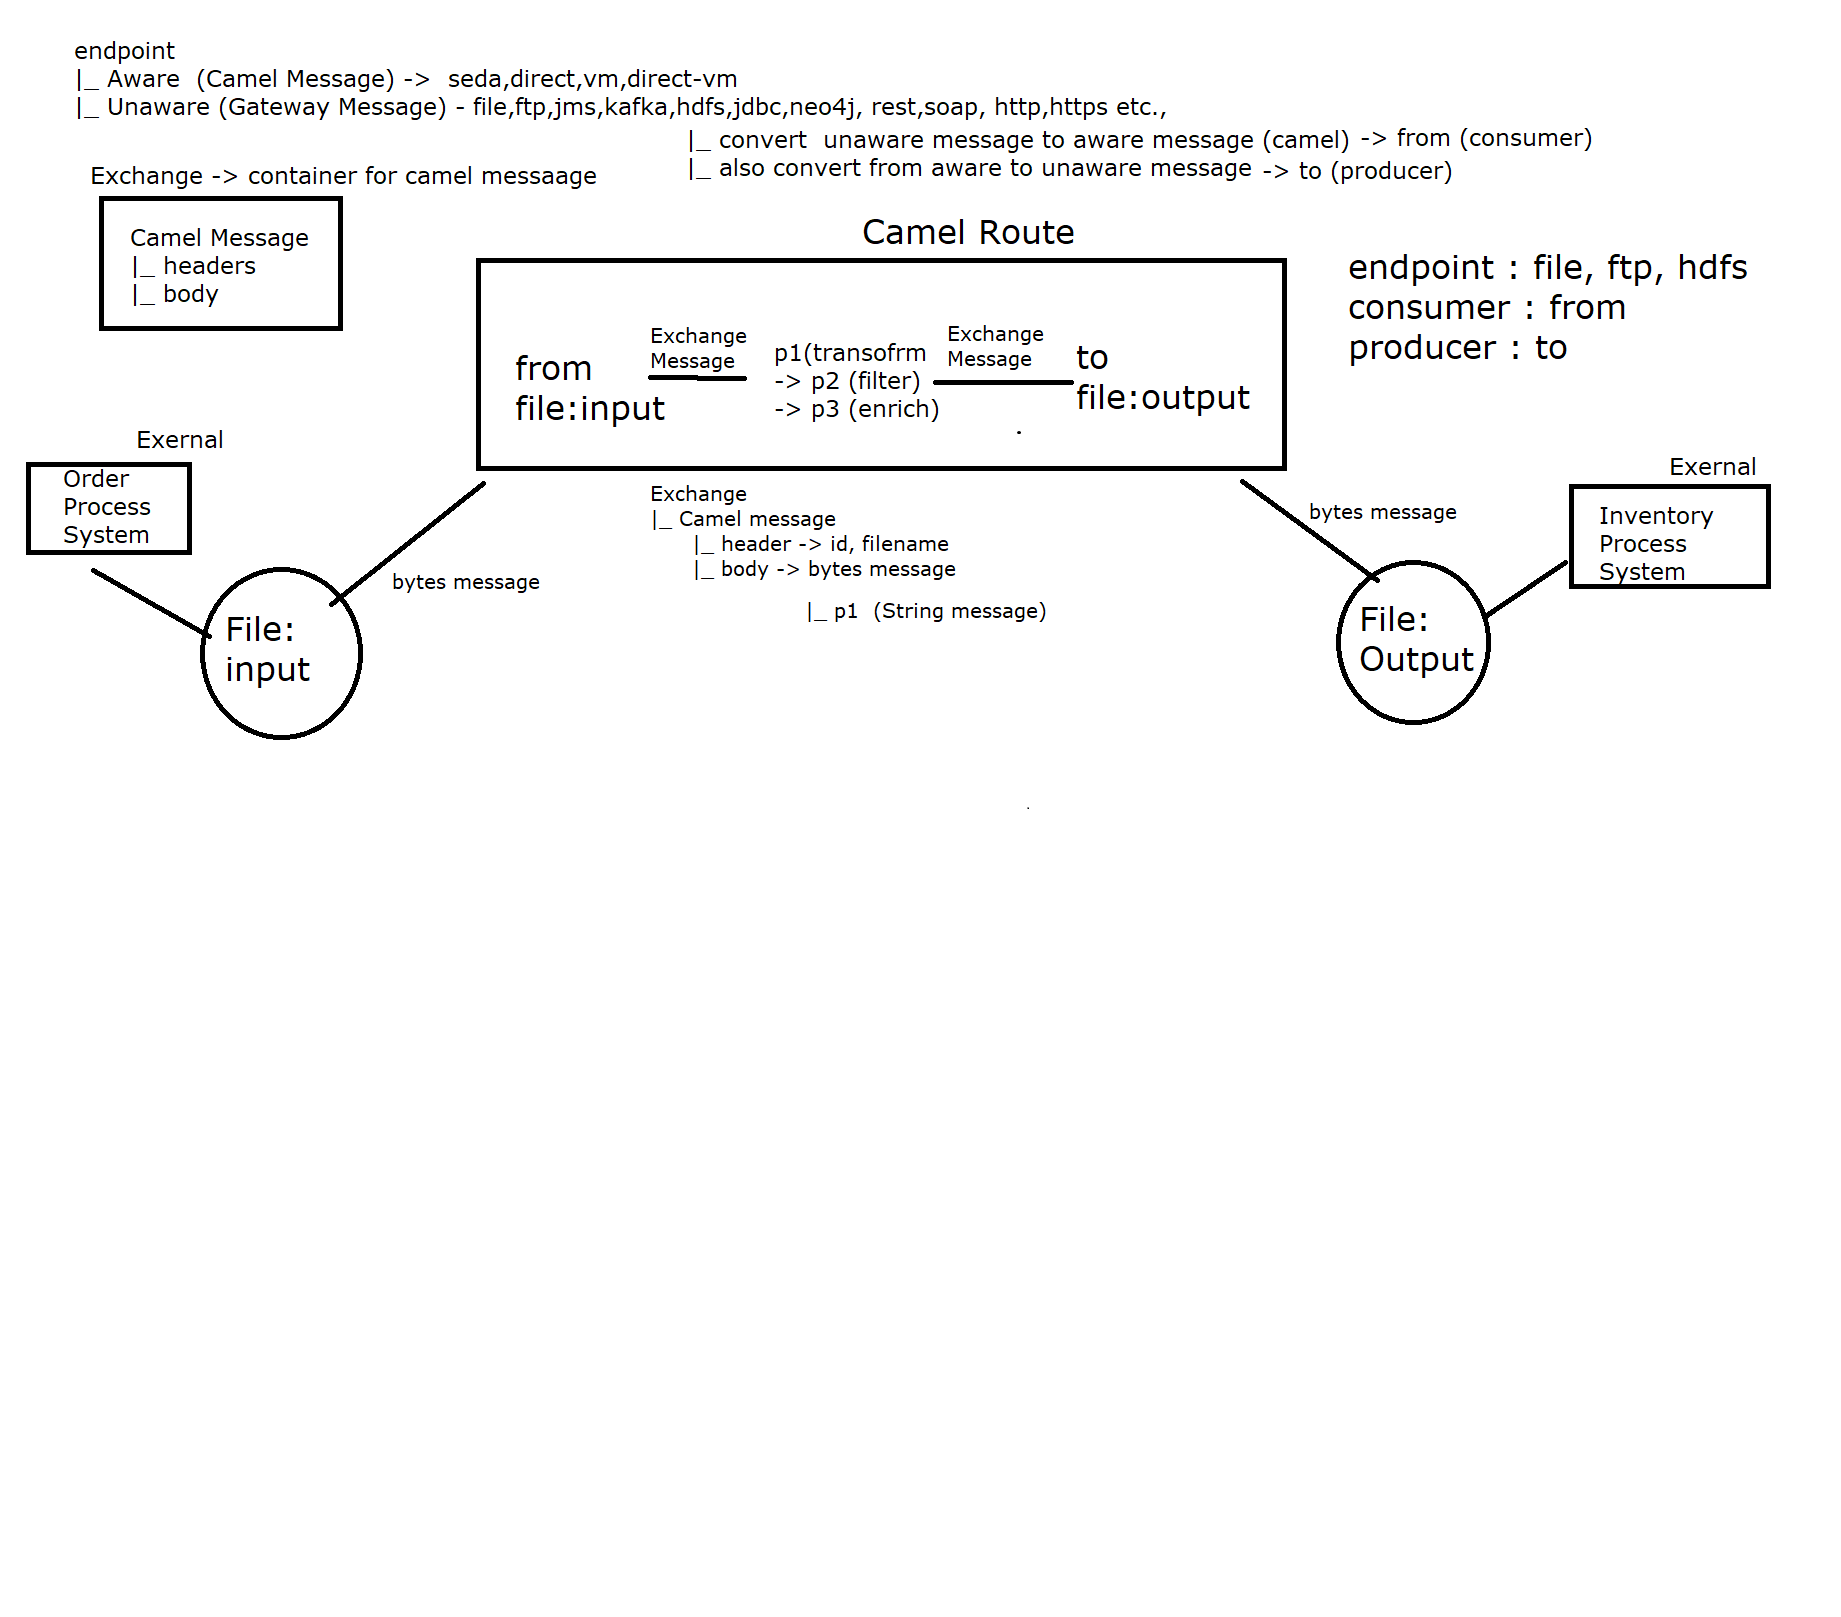 endpoint
|_ Aware  (Camel Message) ->  seda,direct,vm,direct-vm
|_ Unaware (Gateway Message) - file,ftp,jms,kafka,hdfs,jdbc,neo4j, rest,soap, http,https etc.,
|_ convert  unaware message to aware message (camel) -> from (consumer)
|_ also convert from aware to unaware message -> to (producer)
Exchange -> container for camel messaage
Camel Message
|_ headers
|_ body
Camel Route
endpoint : file, ftp, hdfs
consumer : from
producer : to
from
file:input
Exchange
Message
p1(transofrm
-> p2 (filter)
-> p3 (enrich)
Exchange
Message
to
file:output
Exernal
Order
Process
System
File:
input
bytes message
Exchange
|_ Camel message
|_ header -> id, filename
|_ body -> bytes message
|_ p1  (String message)
bytes message
Exernal
Inventory
Process
System
File:
Output